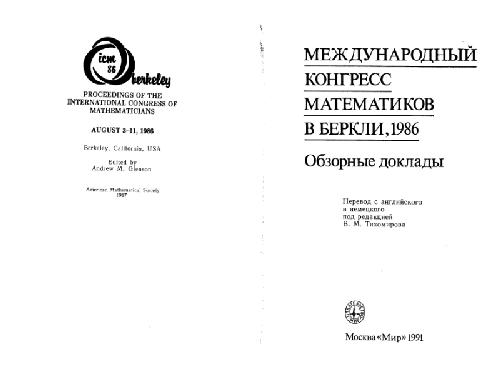 icm
86
berkeley
PROCEEDINGS OF THE
INTERNATIONAL CONGRESS OF
MATHEMATICIANS
AUGUST 3-11, 1986
Berkeley, California, USA
Edited by
Andrew M. Gleason
American Mathematical Society
1987
МЕЖДУНАРОДНЫЙ
КОНГРЕСС
МАТЕМАТИКОВ
В БЕРКЛИ, 1986
Обзорные доклады
Перевод с английского
и немецкого
под редакцией
В. М. Тихомирова
Москва «Мир» 1991